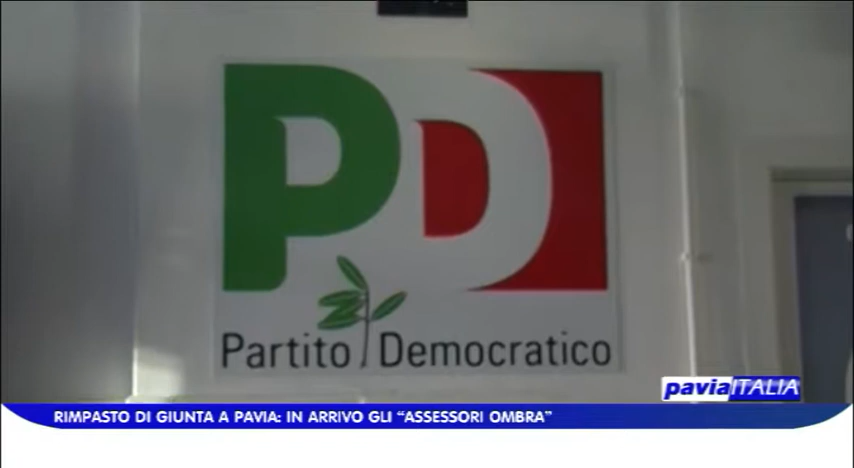 PD
Partito Democratico
paviaITALIA
RIMPASTO DI GIUNTA A PAVIA: IN ARRIVO GLI “ASSESSORI OMBRA”